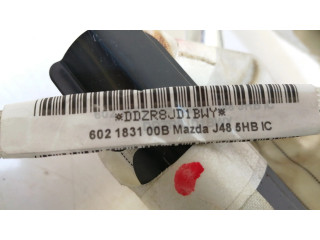 *DDZR8JD1BWY*
602 1831 00B Mazda J48 5HB IC